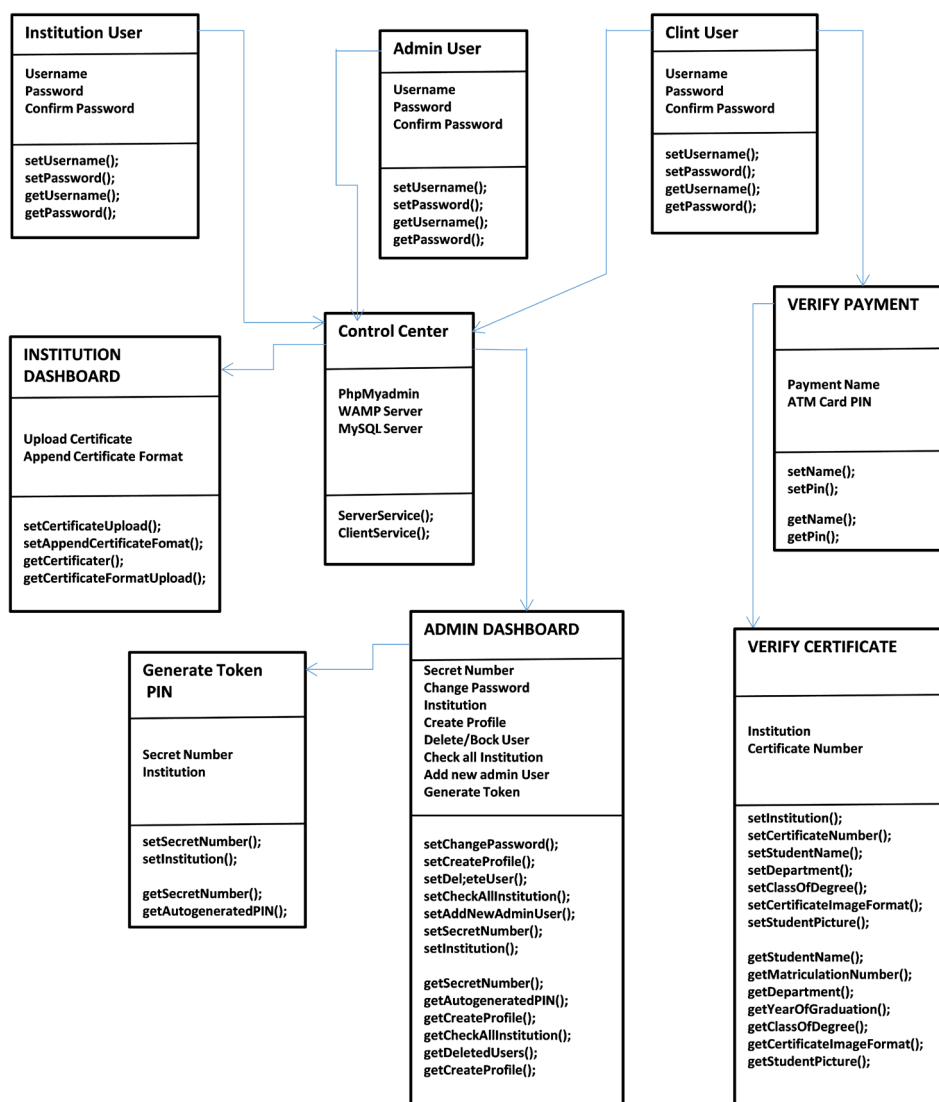 Institution User
Username
Password
Confirm Password
setUsername();
setPassword();
getUsername();
getPassword();
Admin User
Username
Password
Confirm Password
setUsername();
setPassword();
getUsername();
getPassword();
Clint User
Username
Password
Confirm Password
setUsername();
setPassword();
getUsername();
getPassword();
INSTITUTION
DASHBOARD
Upload Certificate
Append Certificate Format
setCertificateUpload();
setAppendCertificateFomat();
getCertificater();
getCertificateFormatUpload();
Control Center
PhpMyadmin
WAMP Server
MySQL Server
ServerService();
ClientService();
VERIFY PAYMENT
Payment Name
ATM Card PIN
setName();
setPin();
getName();
getPin();
Generate Token
PIN
Secret Number
Institution
setSecretNumber();
setInstitution();
getSecretNumber();
getAutogeneratedPIN();
ADMIN DASHBOARD
Secret Number
Change Password
Institution
Create Profile
Delete/Bock User
Check all Institution
Add new admin User
Generate Token
setChangePassword();
setCreateProfile();
setDel;eteUser();
setCheckAllInstitution();
setAddNewAdminUser();
setSecretNumber();
setInstitution();
getSecretNumber();
getAutogeneratedPIN();
getCreateProfile();
getCheckAllInstitution();
getDeletedUsers();
getCreateProfile();
VERIFY CERTIFICATE
Institution
Certificate Number
setInstitution();
setCertificateNumber();
setStudentName();
setDepartment();
setClassOfDegree();
setCertificateImageFormat();
setStudentPicture();
getStudentName();
getMatriculationNumber();
getDepartment();
getYearOfGraduation();
getClassOfDegree();
getCertificateImageFormat();
getStudentPicture();